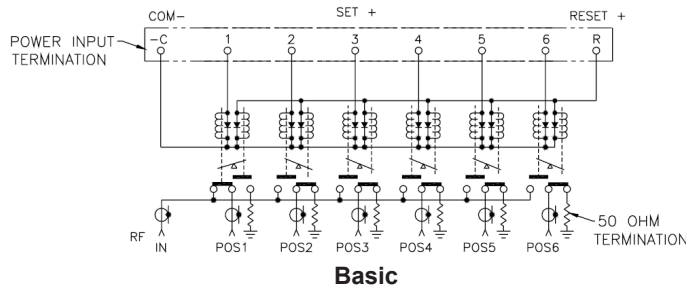 COM- SET + RESET +
POWER INPUT TERMINATION
-C 1 2 3 4 5 6 R
50 OHM TERMINATION
RF IN POS1 POS2 POS3 POS4 POS5 POS6
Basic